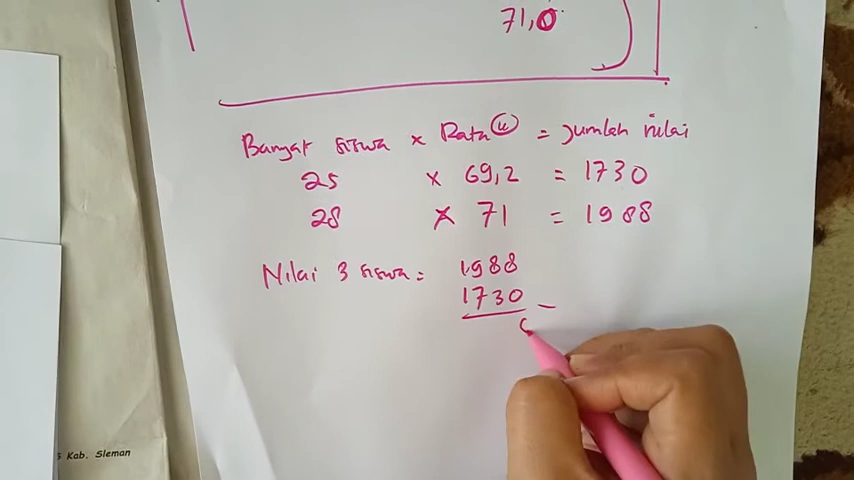 71,0
Banyak siswa x Rata² = Jumlah nilai
25 x 69,2 = 1730
28 x 71 = 1988
Nilai 3 siswa = 1988
1730 -
Kab. Sleman